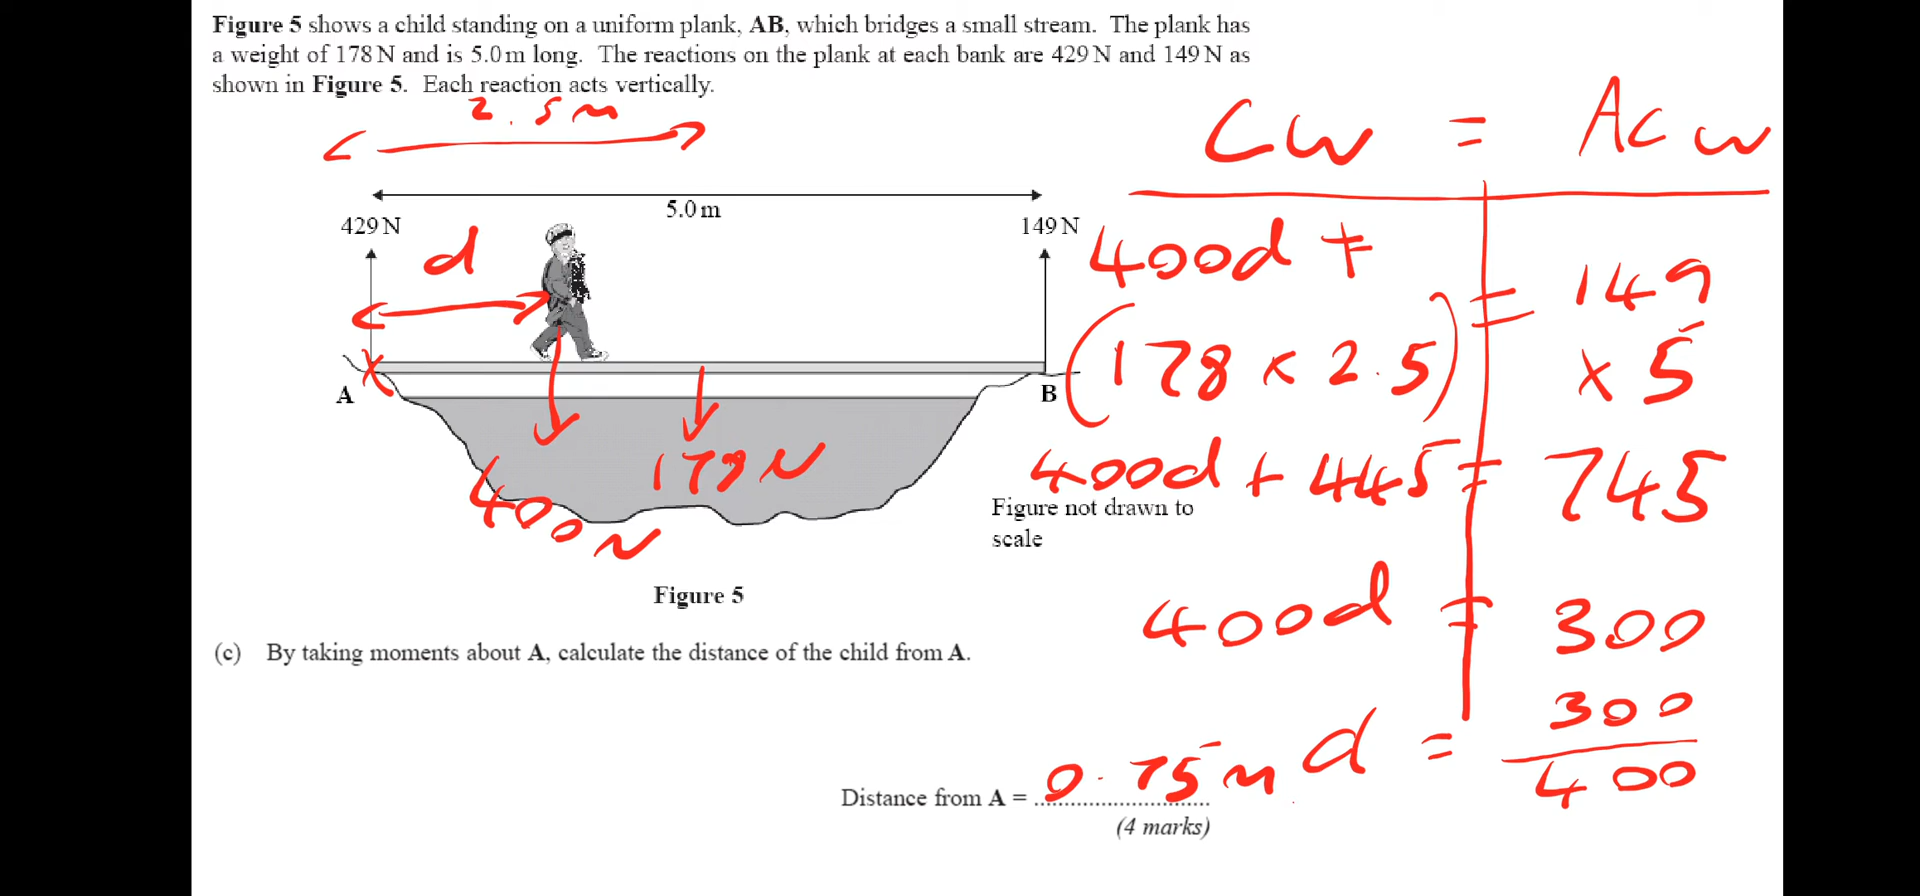 Figure 5 shows a child standing on a uniform plank, AB, which bridges a small stream. The plank has
a weight of 178 N and is 5.0 m long. The reactions on the plank at each bank are 429 N and 149 N as
shown in Figure 5. Each reaction acts vertically.
2.5 m
CW = ACW
5.0 m
429 N
149 N
d
400d +
(178 × 2.5) = 149
× 5
A
B
178 N
400d + 445 = 745
400 N
Figure not drawn to
scale
Figure 5
400d = 300
(c) By taking moments about A, calculate the distance of the child from A.
d = 300
400
Distance from A = 0.75 m
(4 marks)